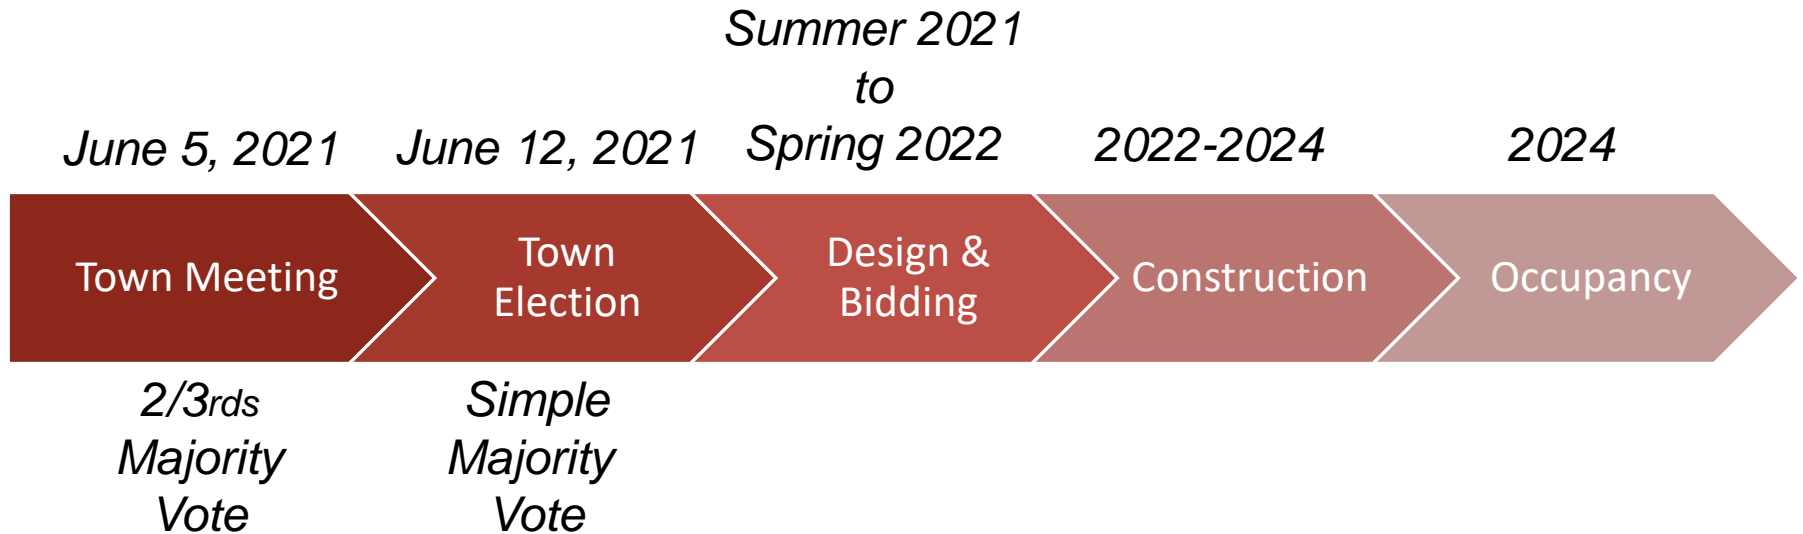 Summer 2021
to
Spring 2022
June 5, 2021
June 12, 2021
2022-2024
2024
Town Meeting
Town
Election
Design &
Bidding
Construction
Occupancy
2/3rds
Majority
Vote
Simple
Majority
Vote